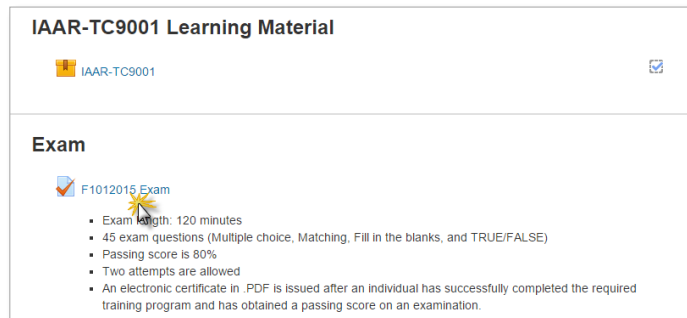 IAAR-TC9001 Learning Material
IAAR-TC9001
Exam
F1012015 Exam
Exam length: 120 minutes
45 exam questions (Multiple choice, Matching, Fill in the blanks, and TRUE/FALSE)
Passing score is 80%
Two attempts are allowed
An electronic certificate in .PDF is issued after an individual has successfully completed the required
training program and has obtained a passing score on an examination.